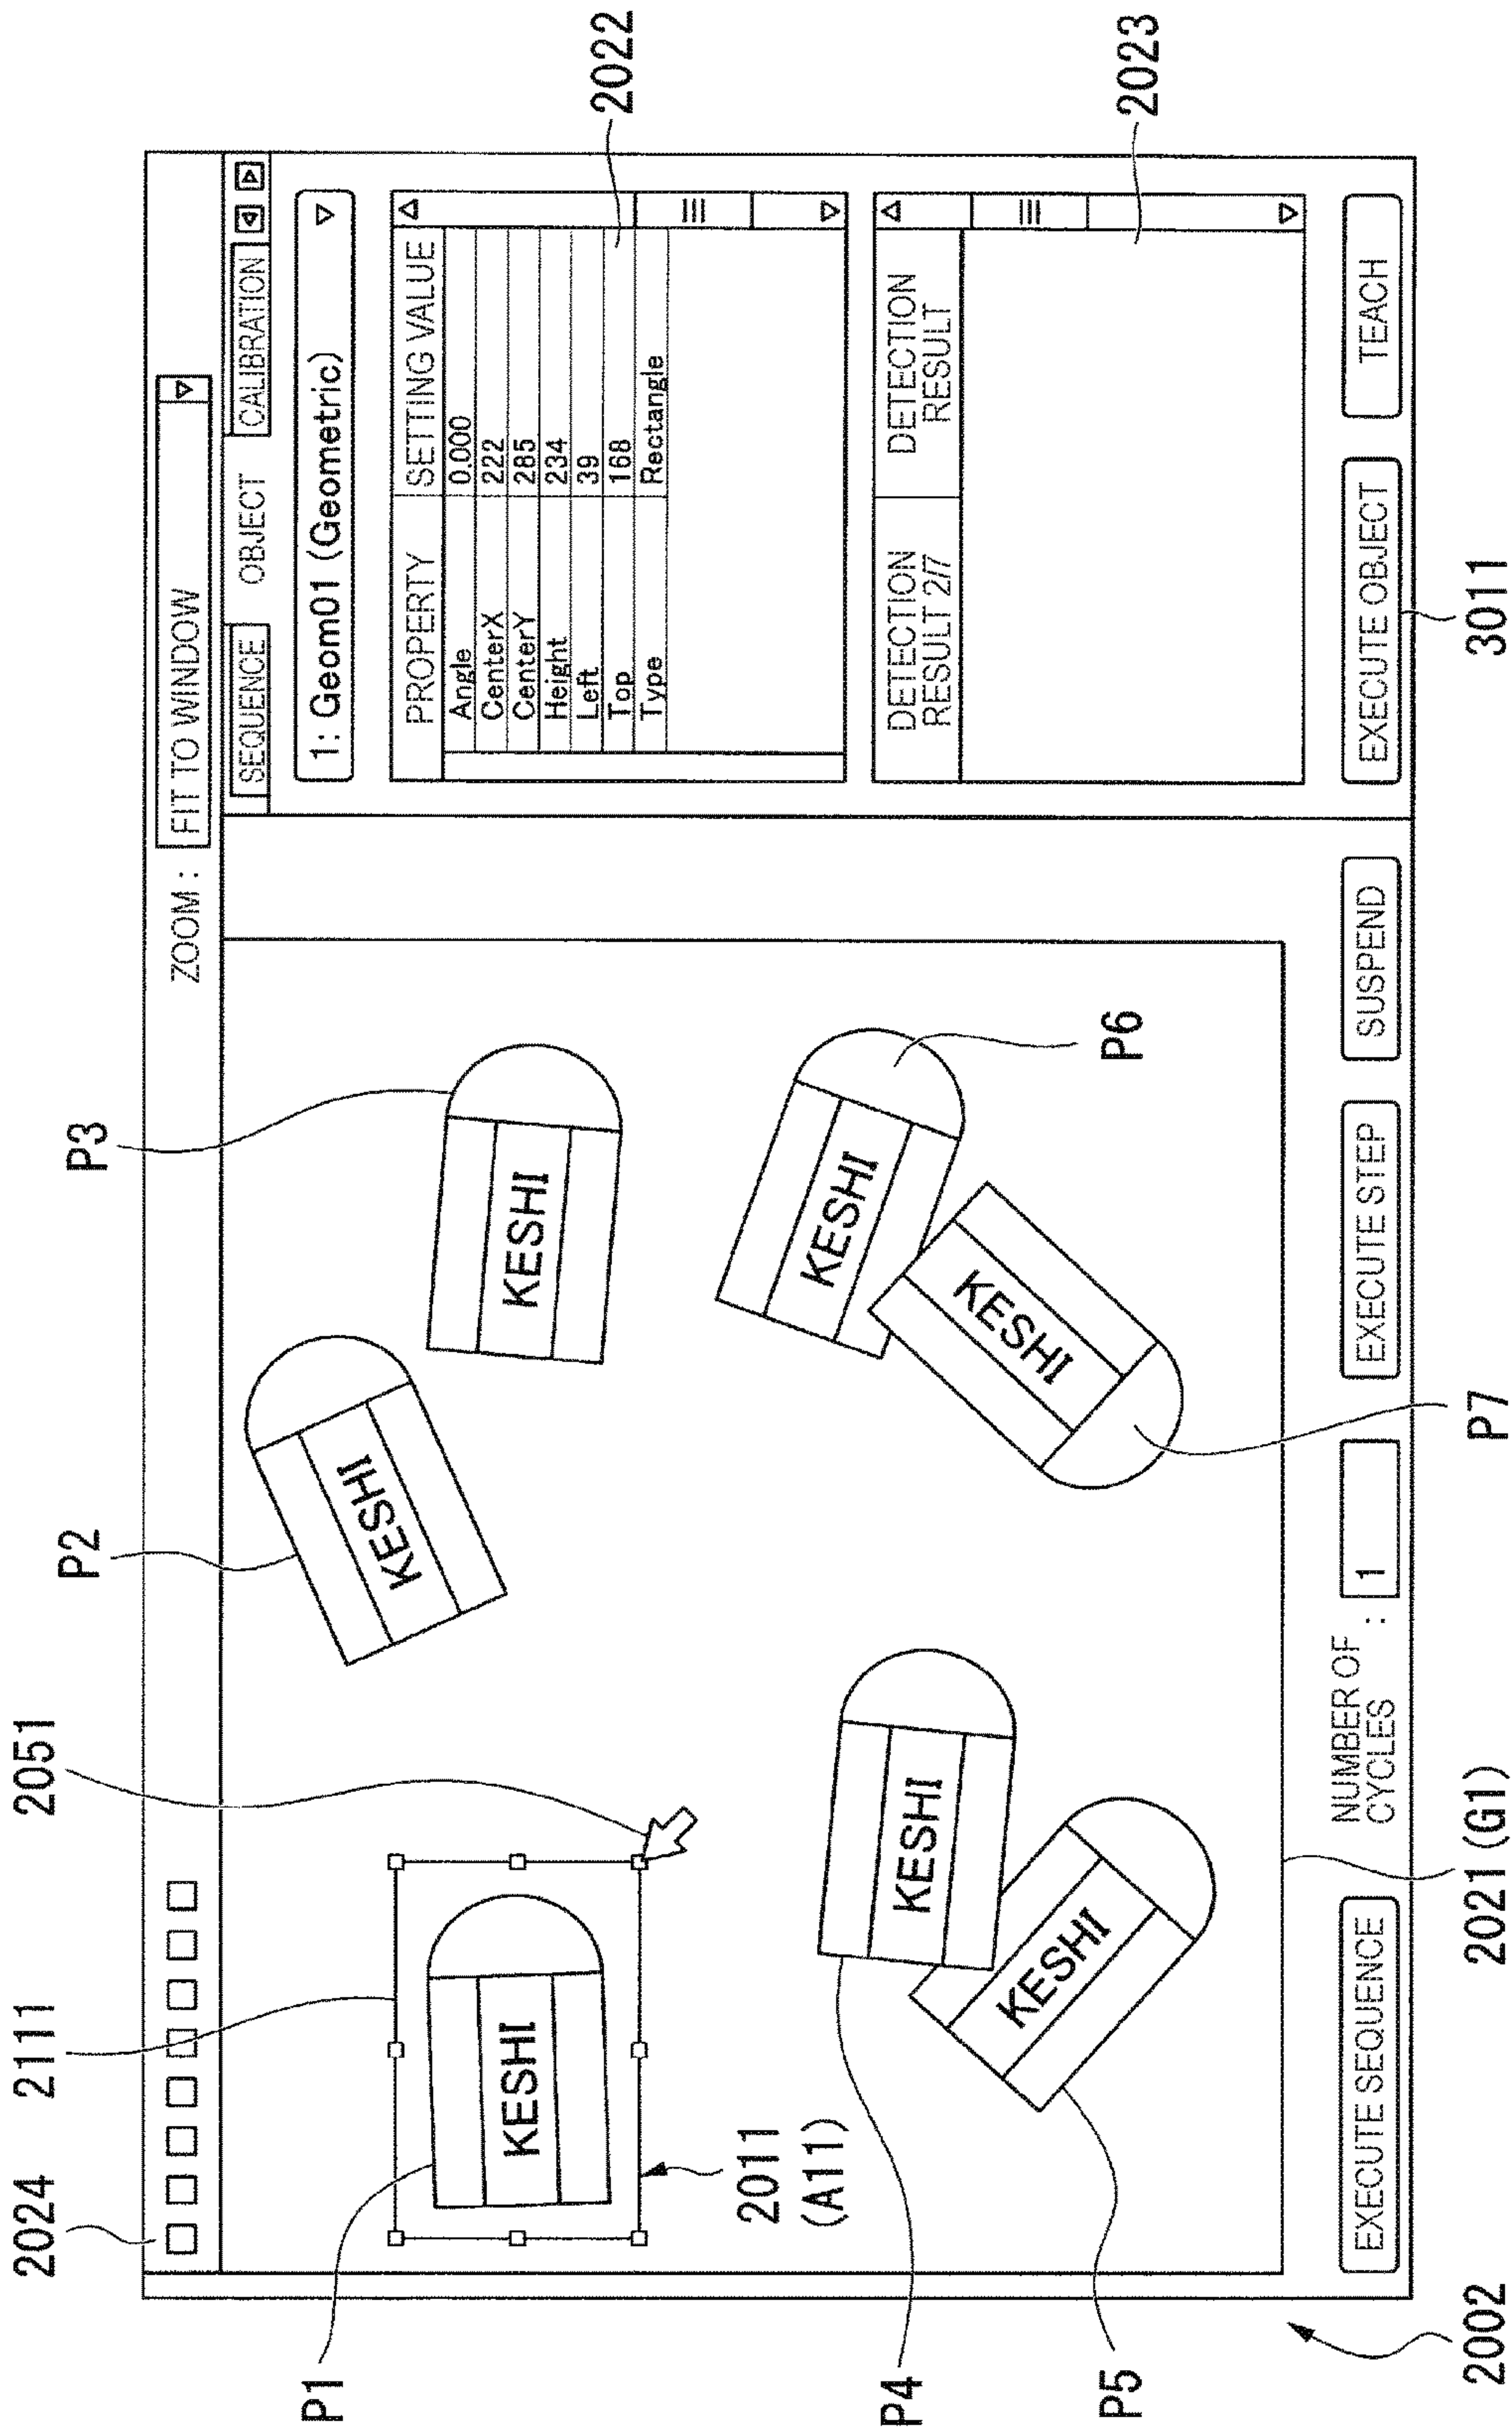 2024
2111
2051
P2
P3
ZOOM :
FIT TO WINDOW
SEQUENCE
OBJECT
CALIBRATION
1: Geom01 (Geometric)
PROPERTY
SETTING VALUE
Angle
0.000
CenterX
222
CenterY
285
Height
234
Left
39
Top
168
Type
Rectangle
2022
DETECTION
RESULT 2/7
DETECTION
RESULT
2023
P1
KESHI
2011
(A11)
KESHI
KESHI
P4
KESHI
P5
KESHI
KESHI
P6
KESHI
P7
EXECUTE SEQUENCE
NUMBER OF
CYCLES
:
1
EXECUTE STEP
SUSPEND
EXECUTE OBJECT
TEACH
2002
2021 (G1)
3011